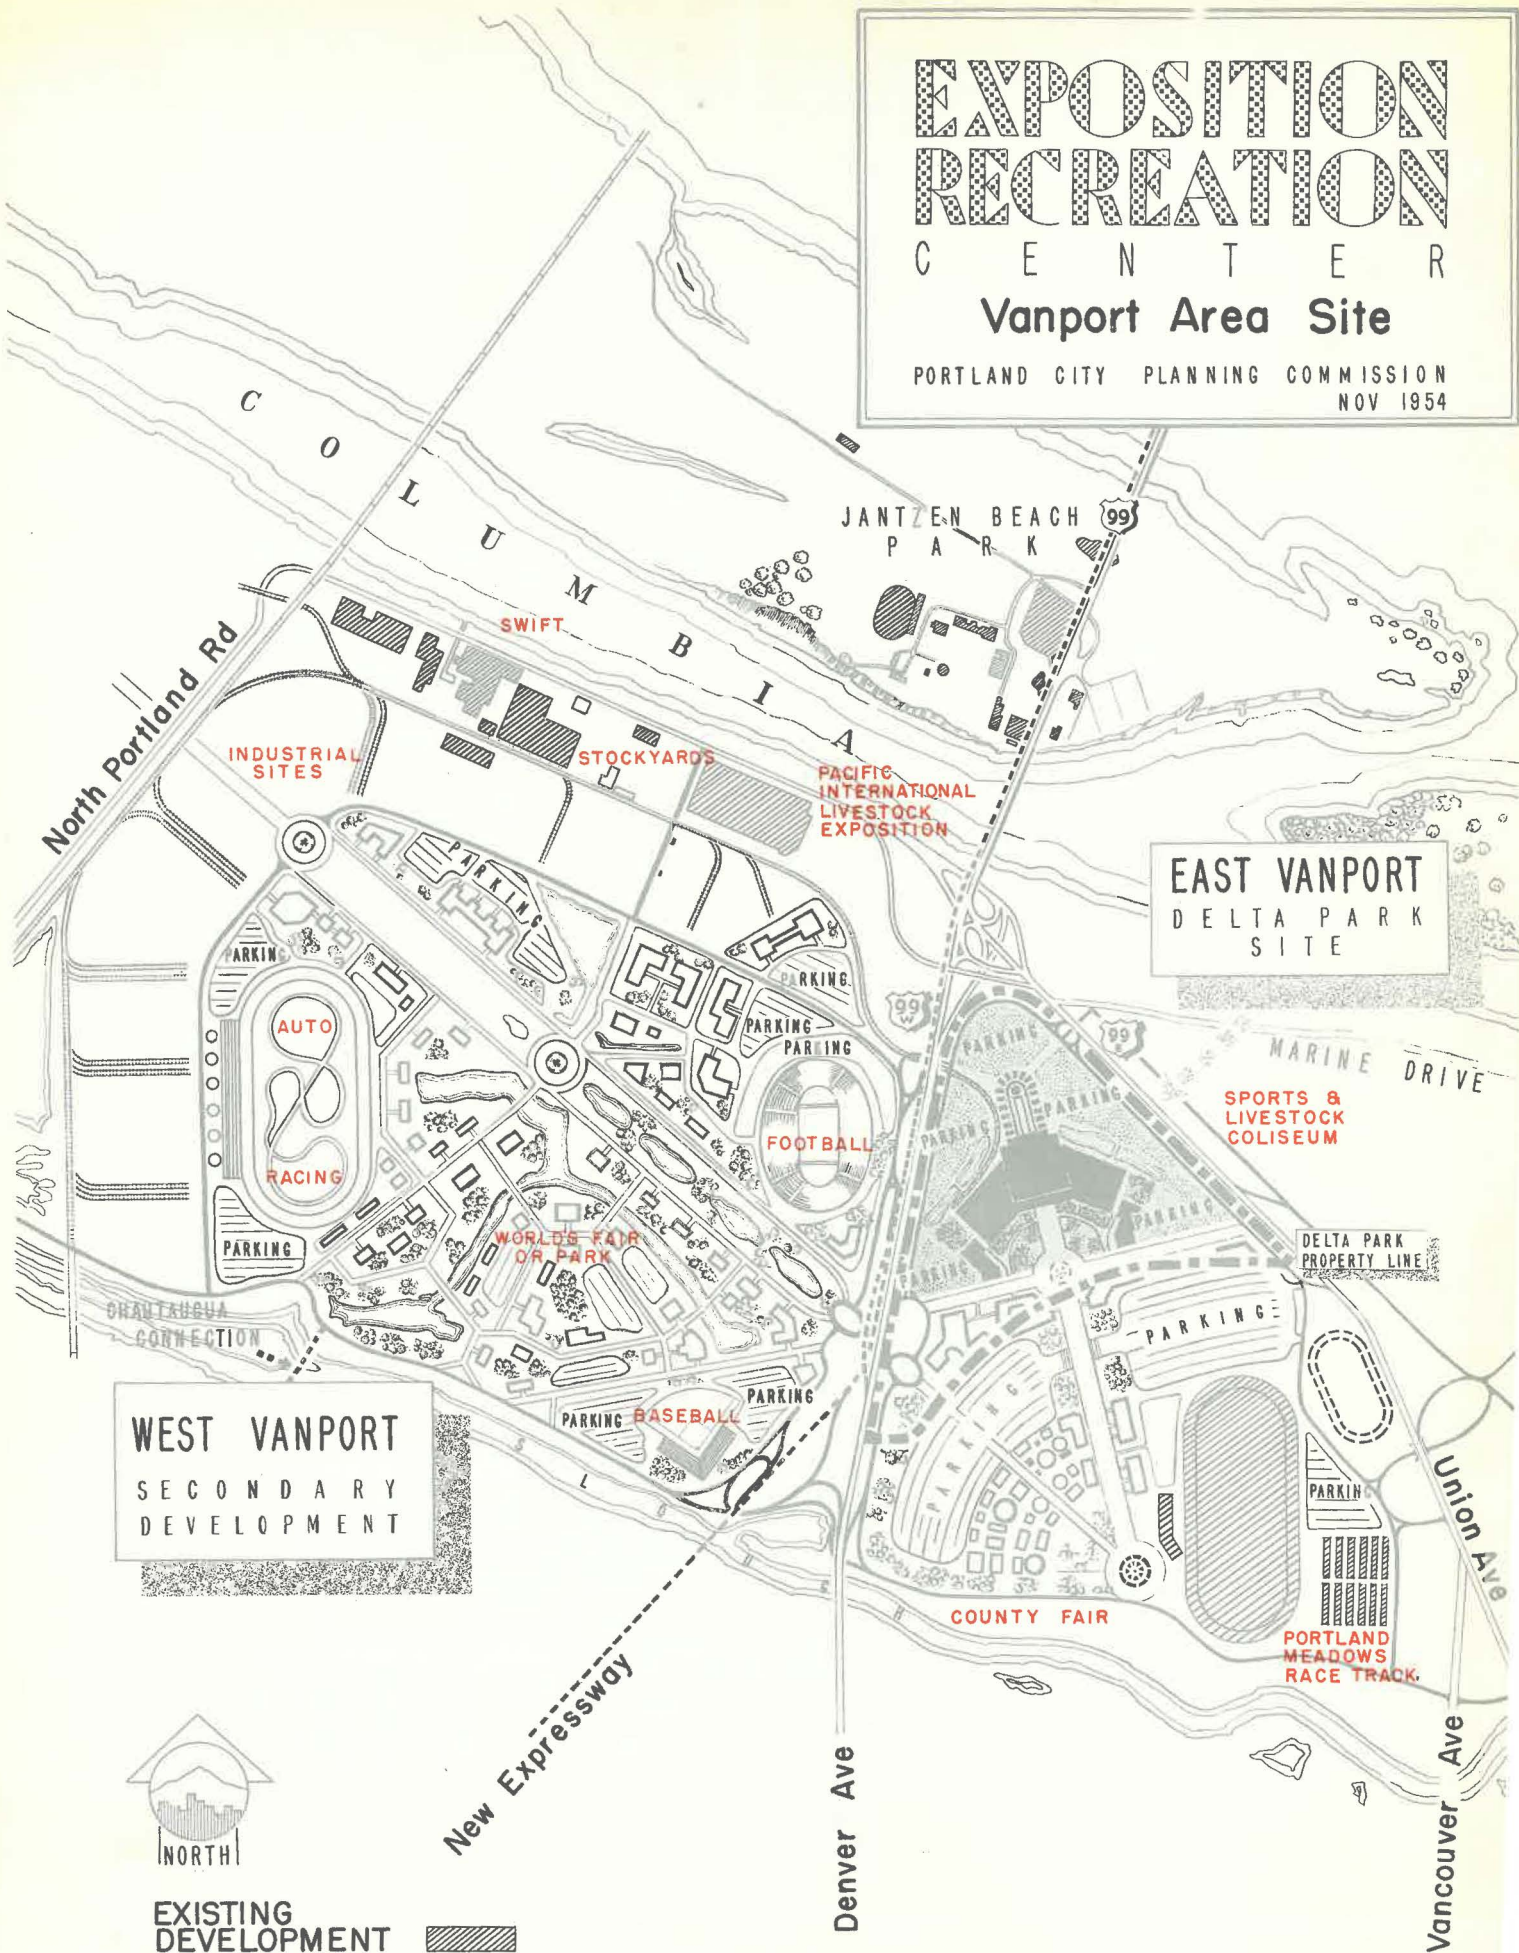 EXPOSITION
RECREATION
CENTER
Vanport Area Site
PORTLAND CITY PLANNING COMMISSION
NOV 1954
COLUMBIA
JANTZEN BEACH
PARK
99
SWIFT
North Portland Rd
INDUSTRIAL
SITES
STOCKYARDS
PACIFIC
INTERNATIONAL
LIVESTOCK
EXPOSITION
PARKING
EAST VANPORT
DELTA PARK
SITE
PARKIN
PARKING
AUTO
PARKING
PARKING
99
W
PARKING
99
MARINE DRIVE
PARKING
PARKING
SPORTS &
LIVESTOCK
COLISEUM
FOOTBALL
RACING
PARKING
PARKING
WORLD'S FAIR
OR PARK
PARKING
DELTA PARK
PROPERTY LINE
CHAUTAUGUA
CONNECTION
PARKING
WEST VANPORT
SECONDARY
DEVELOPMENT
PARKING
PARKING
BASEBALL
PARKING
PARKIN
Union Ave
SLOUGH
COUNTY FAIR
PORTLAND
MEADOWS
RACE TRACK
New Expressway
Denver Ave
Vancouver Ave
NORTH
EXISTING
DEVELOPMENT